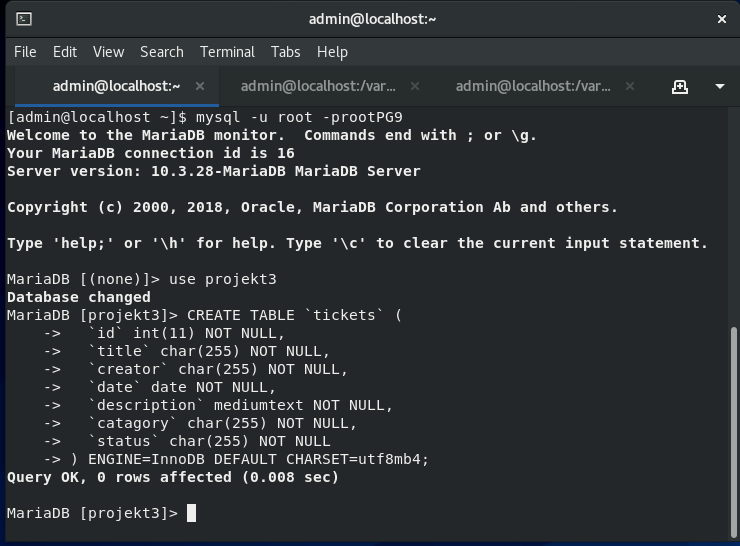 admin@localhost:~
File Edit View Search Terminal Tabs Help
admin@localhost:~ × admin@localhost:/var... × admin@localhost:/var... ×
[admin@localhost ~]$ mysql -u root -prootPG9
Welcome to the MariaDB monitor.  Commands end with ; or \g.
Your MariaDB connection id is 16
Server version: 10.3.28-MariaDB MariaDB Server
Copyright (c) 2000, 2018, Oracle, MariaDB Corporation Ab and others.
Type 'help;' or '\h' for help. Type '\c' to clear the current input statement.
MariaDB [(none)]> use projekt3
Database changed
MariaDB [projekt3]> CREATE TABLE `tickets` (
    ->   `id` int(11) NOT NULL,
    ->   `title` char(255) NOT NULL,
    ->   `creator` char(255) NOT NULL,
    ->   `date` date NOT NULL,
    ->   `description` mediumtext NOT NULL,
    ->   `catagory` char(255) NOT NULL,
    ->   `status` char(255) NOT NULL
    -> ) ENGINE=InnoDB DEFAULT CHARSET=utf8mb4;
Query OK, 0 rows affected (0.008 sec)
MariaDB [projekt3]>